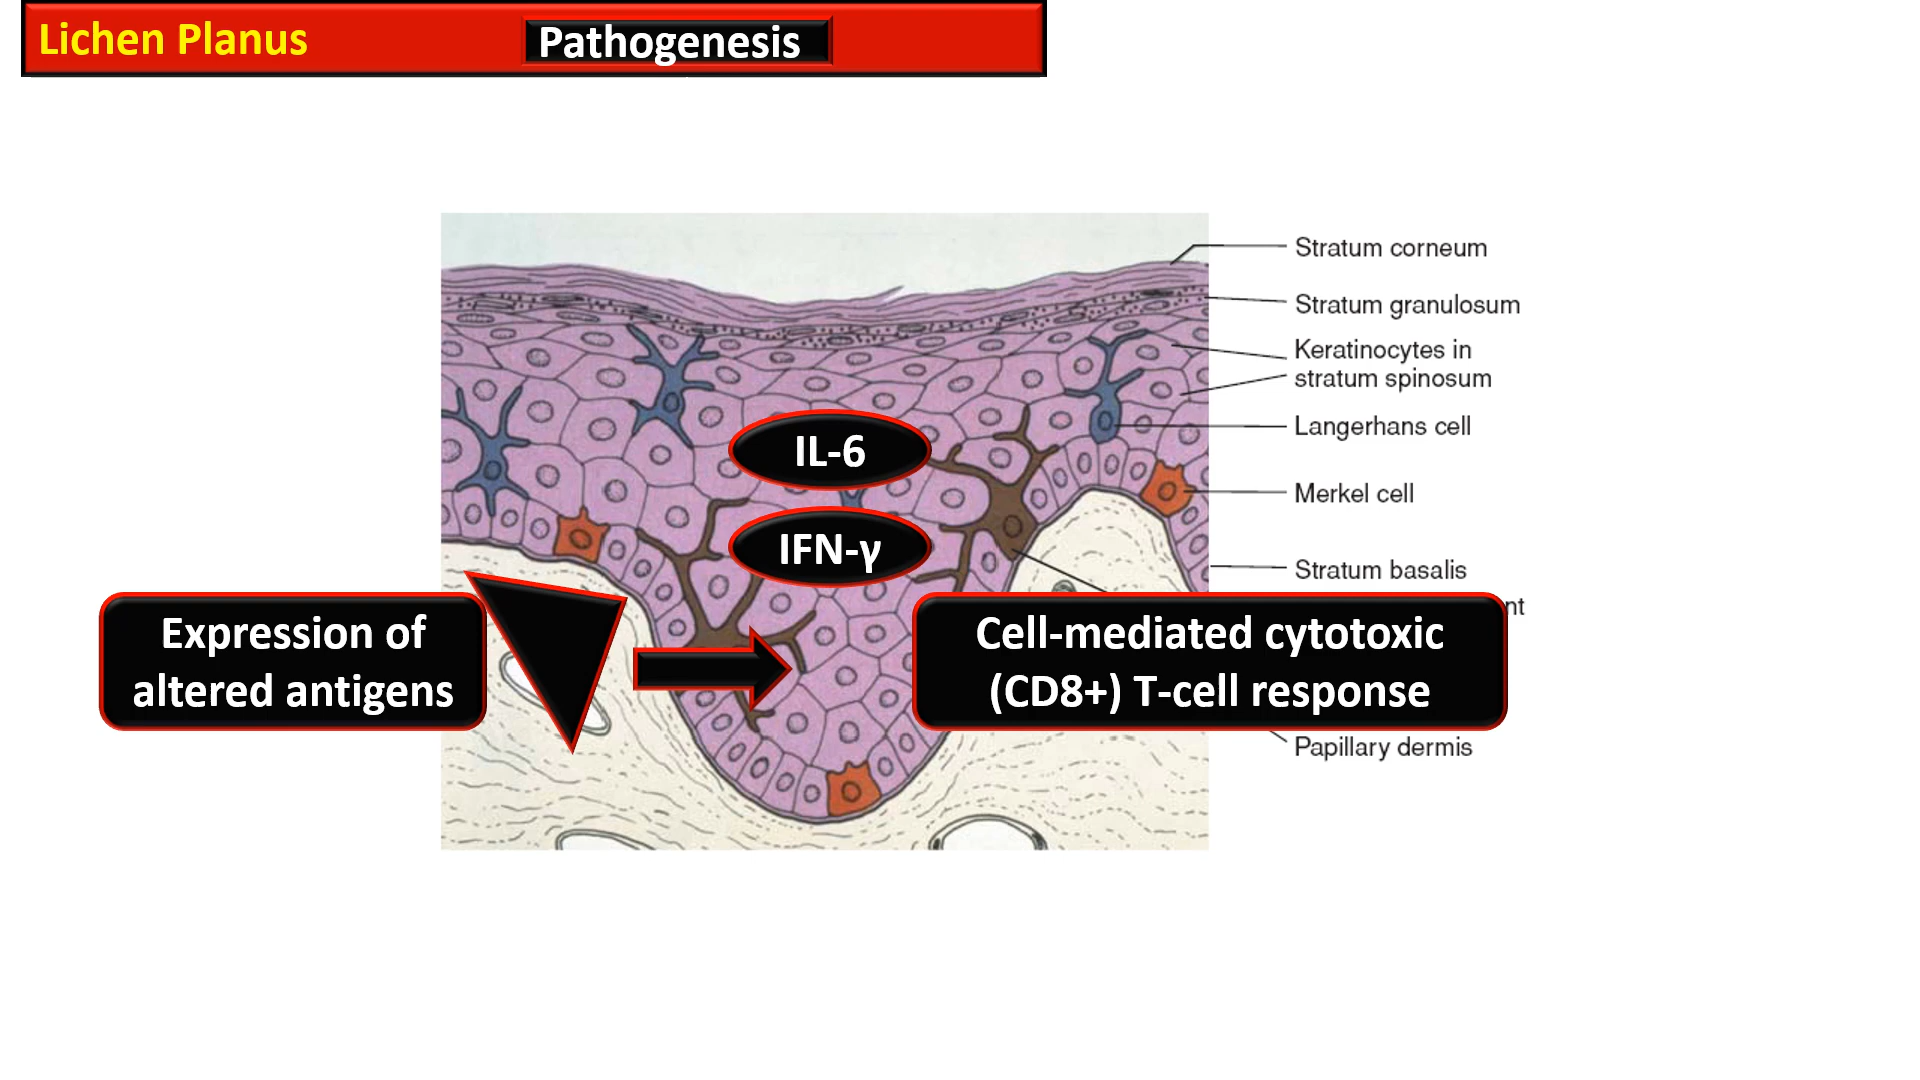 Lichen Planus
Pathogenesis
Stratum corneum
Stratum granulosum
Keratinocytes in
stratum spinosum
Langerhans cell
IL-6
Merkel cell
IFN-γ
Stratum basalis
Expression of
altered antigens
Cell-mediated cytotoxic
(CD8+) T-cell response
Papillary dermis